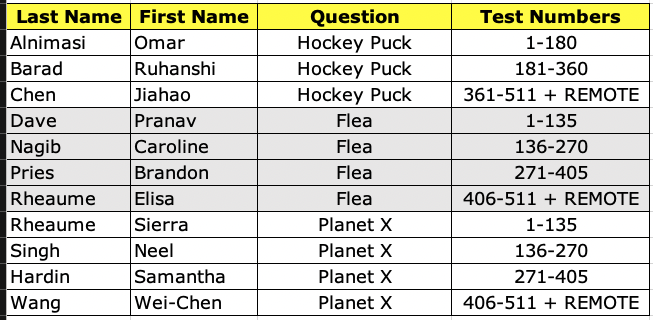 Last Name First Name Question Test Numbers
Alnimasi Omar Hockey Puck 1-180
Barad Ruhanshi Hockey Puck 181-360
Chen Jiahao Hockey Puck 361-511 + REMOTE
Dave Pranav Flea 1-135
Nagib Caroline Flea 136-270
Pries Brandon Flea 271-405
Rheaume Elisa Flea 406-511 + REMOTE
Rheaume Sierra Planet X 1-135
Singh Neel Planet X 136-270
Hardin Samantha Planet X 271-405
Wang Wei-Chen Planet X 406-511 + REMOTE